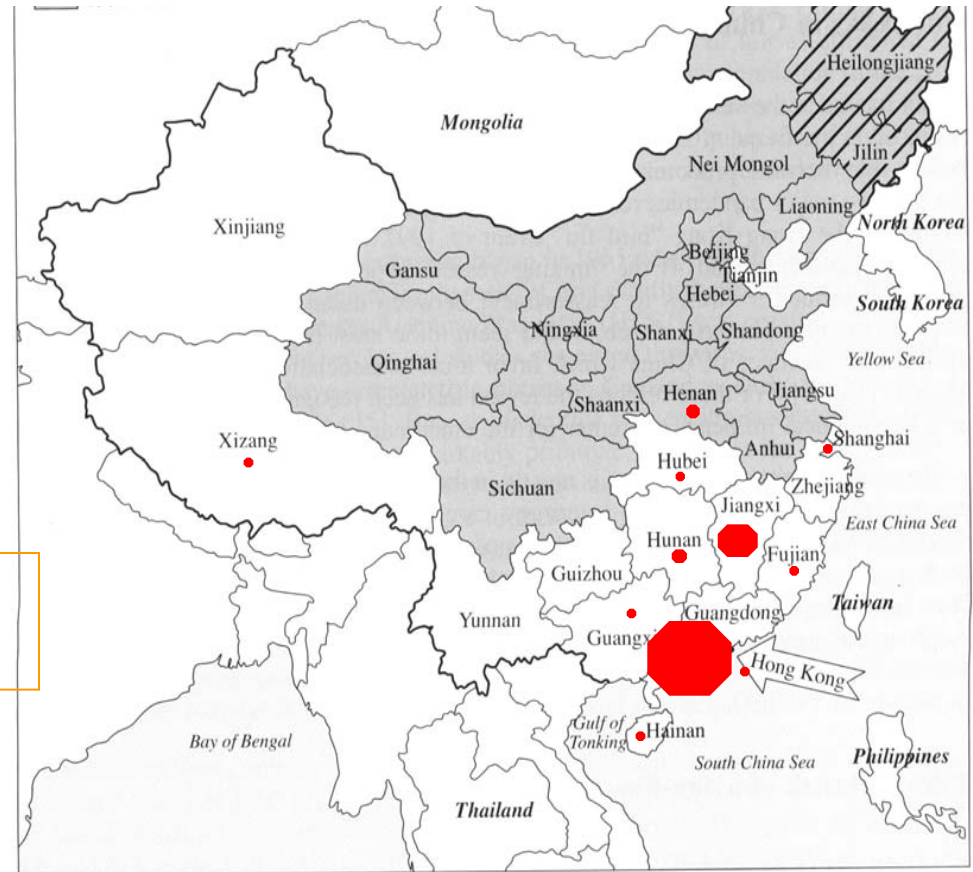 Heilongjiang
Mongolia
Jilin
Nei Mongol
Liaoning
North Korea
Xinjiang
Beijing
Tianjin
Gansu
Hebei
South Korea
Ningxia
Shanxi
Shandong
Yellow Sea
Qinghai
Henan
Jiangsu
Shaanxi
Xizang
Shanghai
Anhui
Hubei
Zhejiang
Sichuan
Jiangxi
East China Sea
Hunan
Fujian
Guizhou
Taiwan
Guangdong
Yunnan
Guangxi
Hong Kong
Gulf of
Tonking
Hainan
Bay of Bengal
South China Sea
Philippines
Thailand